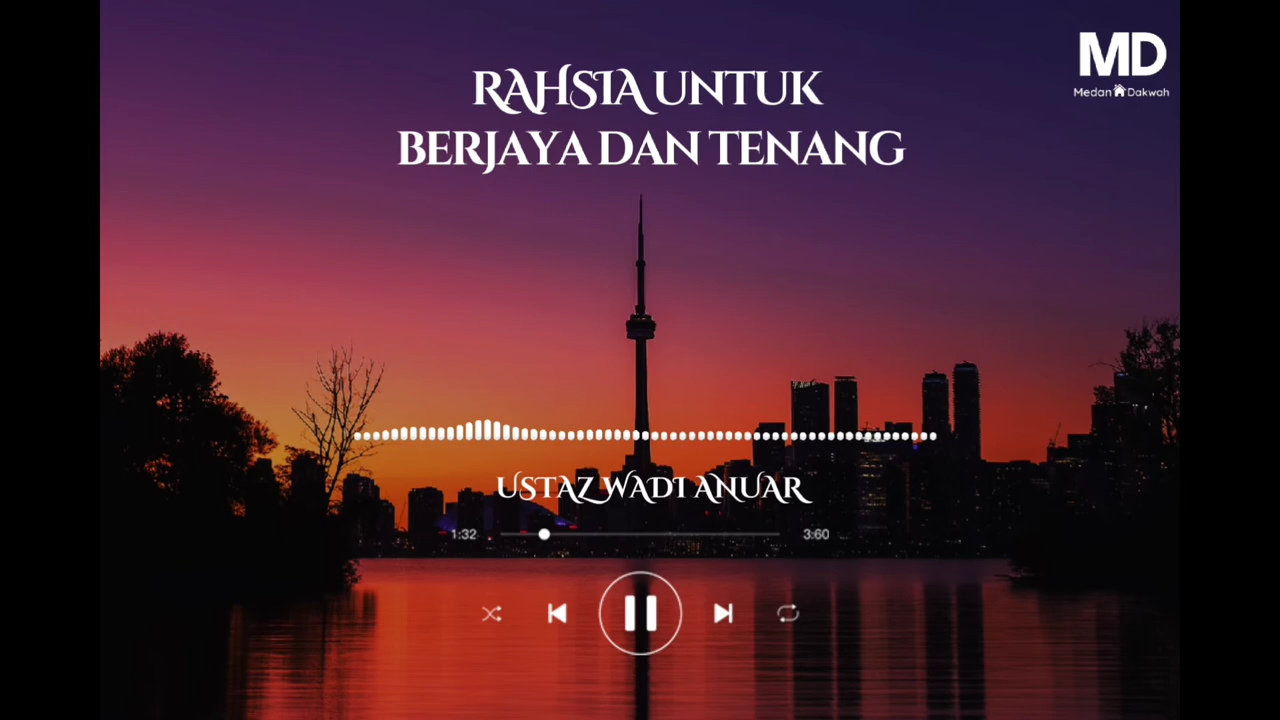 MD
Medan Dakwah
RAHSIA UNTUK
BERJAYA DAN TENANG
USTAZ WADI ANUAR
1:32
3:60